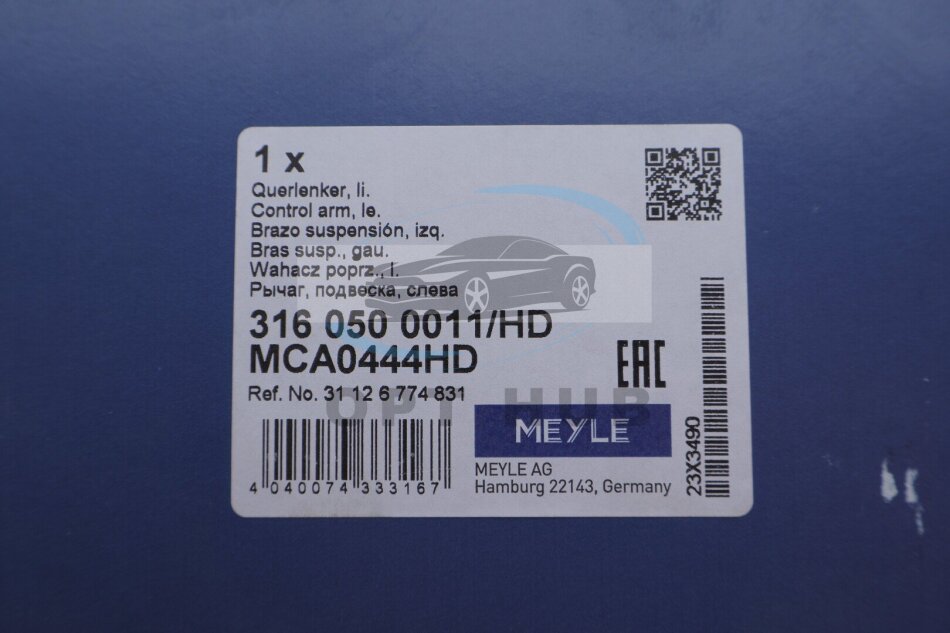 1 x
Querlenker, li.
Control arm, le.
Brazo suspensión, izq.
Bras susp., gau.
Wahacz poprz., l.
Рычаг, подвеска, слева
316 050 0011/HD
MCA0444HD
EAC
Ref. No. 31 12 6 774 831
OPT HUB
MEYLE
4 040074 333167
MEYLE AG
Hamburg 22143, Germany
23X3490